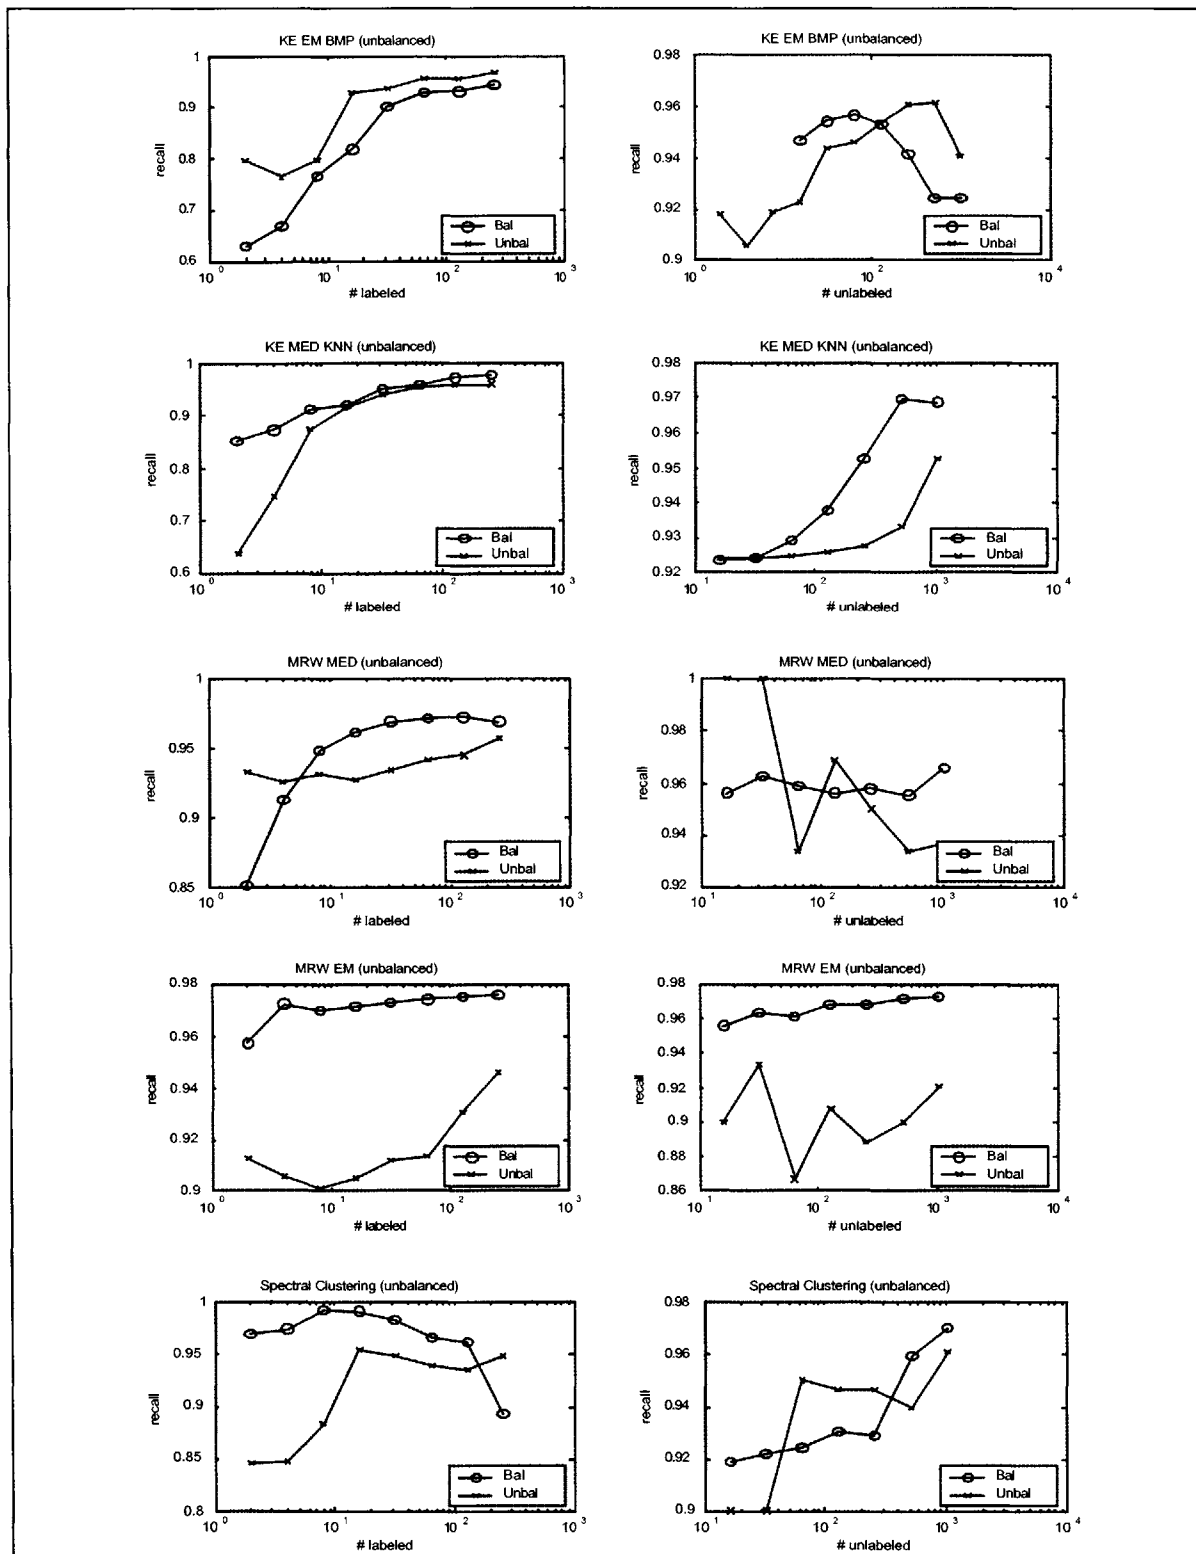 KE EM BMP (unbalanced)
1
0.9
0.8
0.7
0.6
recall
Bal
Unbal
10^0 10^1 10^2 10^3
# labeled
KE EM BMP (unbalanced)
0.98
0.96
0.94
0.92
0.9
recall
Bal
Unbal
10^0 10^2 10^4
# unlabeled
KE MED KNN (unbalanced)
1
0.9
0.8
0.7
0.6
recall
Bal
Unbal
10^0 10^1 10^2 10^3
# labeled
KE MED KNN (unbalanced)
0.98
0.97
0.96
0.95
0.94
0.93
0.92
recall
Bal
Unbal
10^1 10^2 10^3 10^4
# unlabeled
MRW MED (unbalanced)
1
0.95
0.9
0.85
recall
Bal
Unbal
10^0 10^1 10^2 10^3
# labeled
MRW MED (unbalanced)
1
0.98
0.96
0.94
0.92
recall
Bal
Unbal
10^1 10^2 10^3 10^4
# unlabeled
MRW EM (unbalanced)
0.98
0.96
0.94
0.92
0.9
recall
Bal
Unbal
10^0 10^1 10^2 10^3
# labeled
MRW EM (unbalanced)
0.98
0.96
0.94
0.92
0.9
0.88
0.86
recall
Bal
Unbal
10^1 10^2 10^3 10^4
# unlabeled
Spectral Clustering (unbalanced)
1
0.95
0.9
0.85
0.8
recall
Bal
Unbal
10^0 10^1 10^2 10^3
# labeled
Spectral Clustering (unbalanced)
0.98
0.96
0.94
0.92
0.9
recall
Bal
Unbal
10^1 10^2 10^3 10^4
# unlabeled